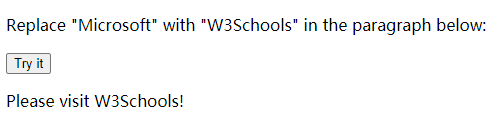 Replace "Microsoft" with "W3Schools" in the paragraph below:
Try it
Please visit W3Schools!